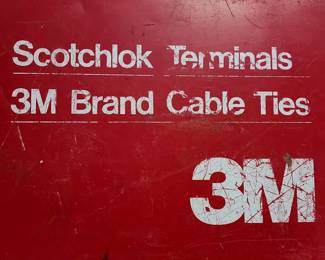 Scotchlok Terminals
3M Brand Cable Ties
3M